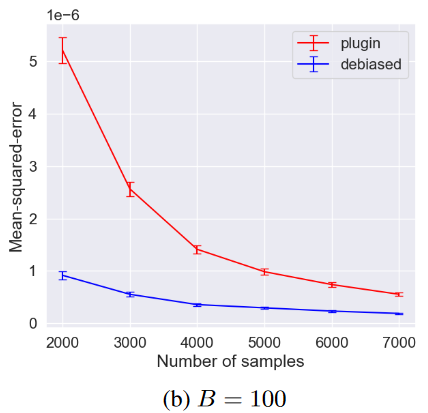 1e−6
plugin
debiased
5
4
3
2
1
0
Mean-squared-error
2000 3000 4000 5000 6000 7000
Number of samples
(b) B = 100